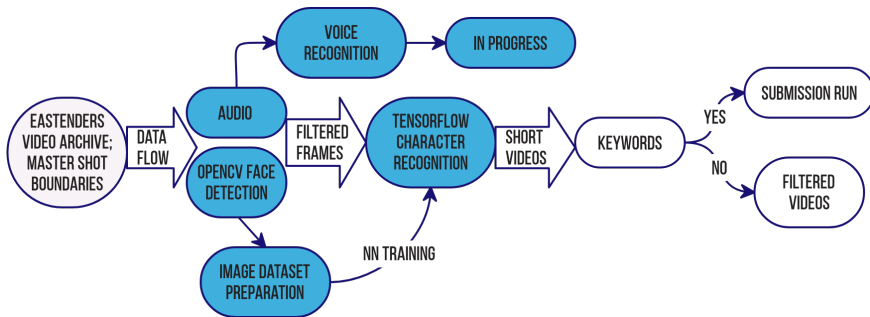 VOICE
RECOGNITION
IN PROGRESS
EASTENDERS
VIDEO ARCHIVE;
MASTER SHOT
BOUNDARIES
DATA
FLOW
AUDIO
OPENCV FACE
DETECTION
FILTERED
FRAMES
TENSORFLOW
CHARACTER
RECOGNITION
SHORT
VIDEOS
KEYWORDS
YES
SUBMISSION RUN
NO
FILTERED
VIDEOS
NN TRAINING
IMAGE DATASET
PREPARATION